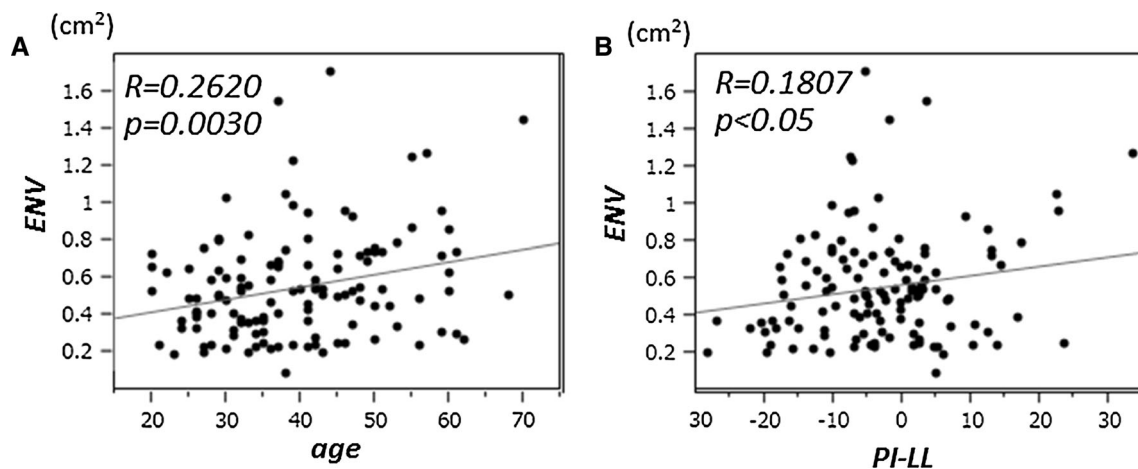 A (cm²)
R=0.2620
p=0.0030
ENV
1.6
1.4
1.2
1
0.8
0.6
0.4
0.2
20 30 40 50 60 70
age
B (cm²)
R=0.1807
p<0.05
ENV
1.6
1.4
1.2
1
0.8
0.6
0.4
0.2
30 -20 -10 0 10 20 30
PI-LL